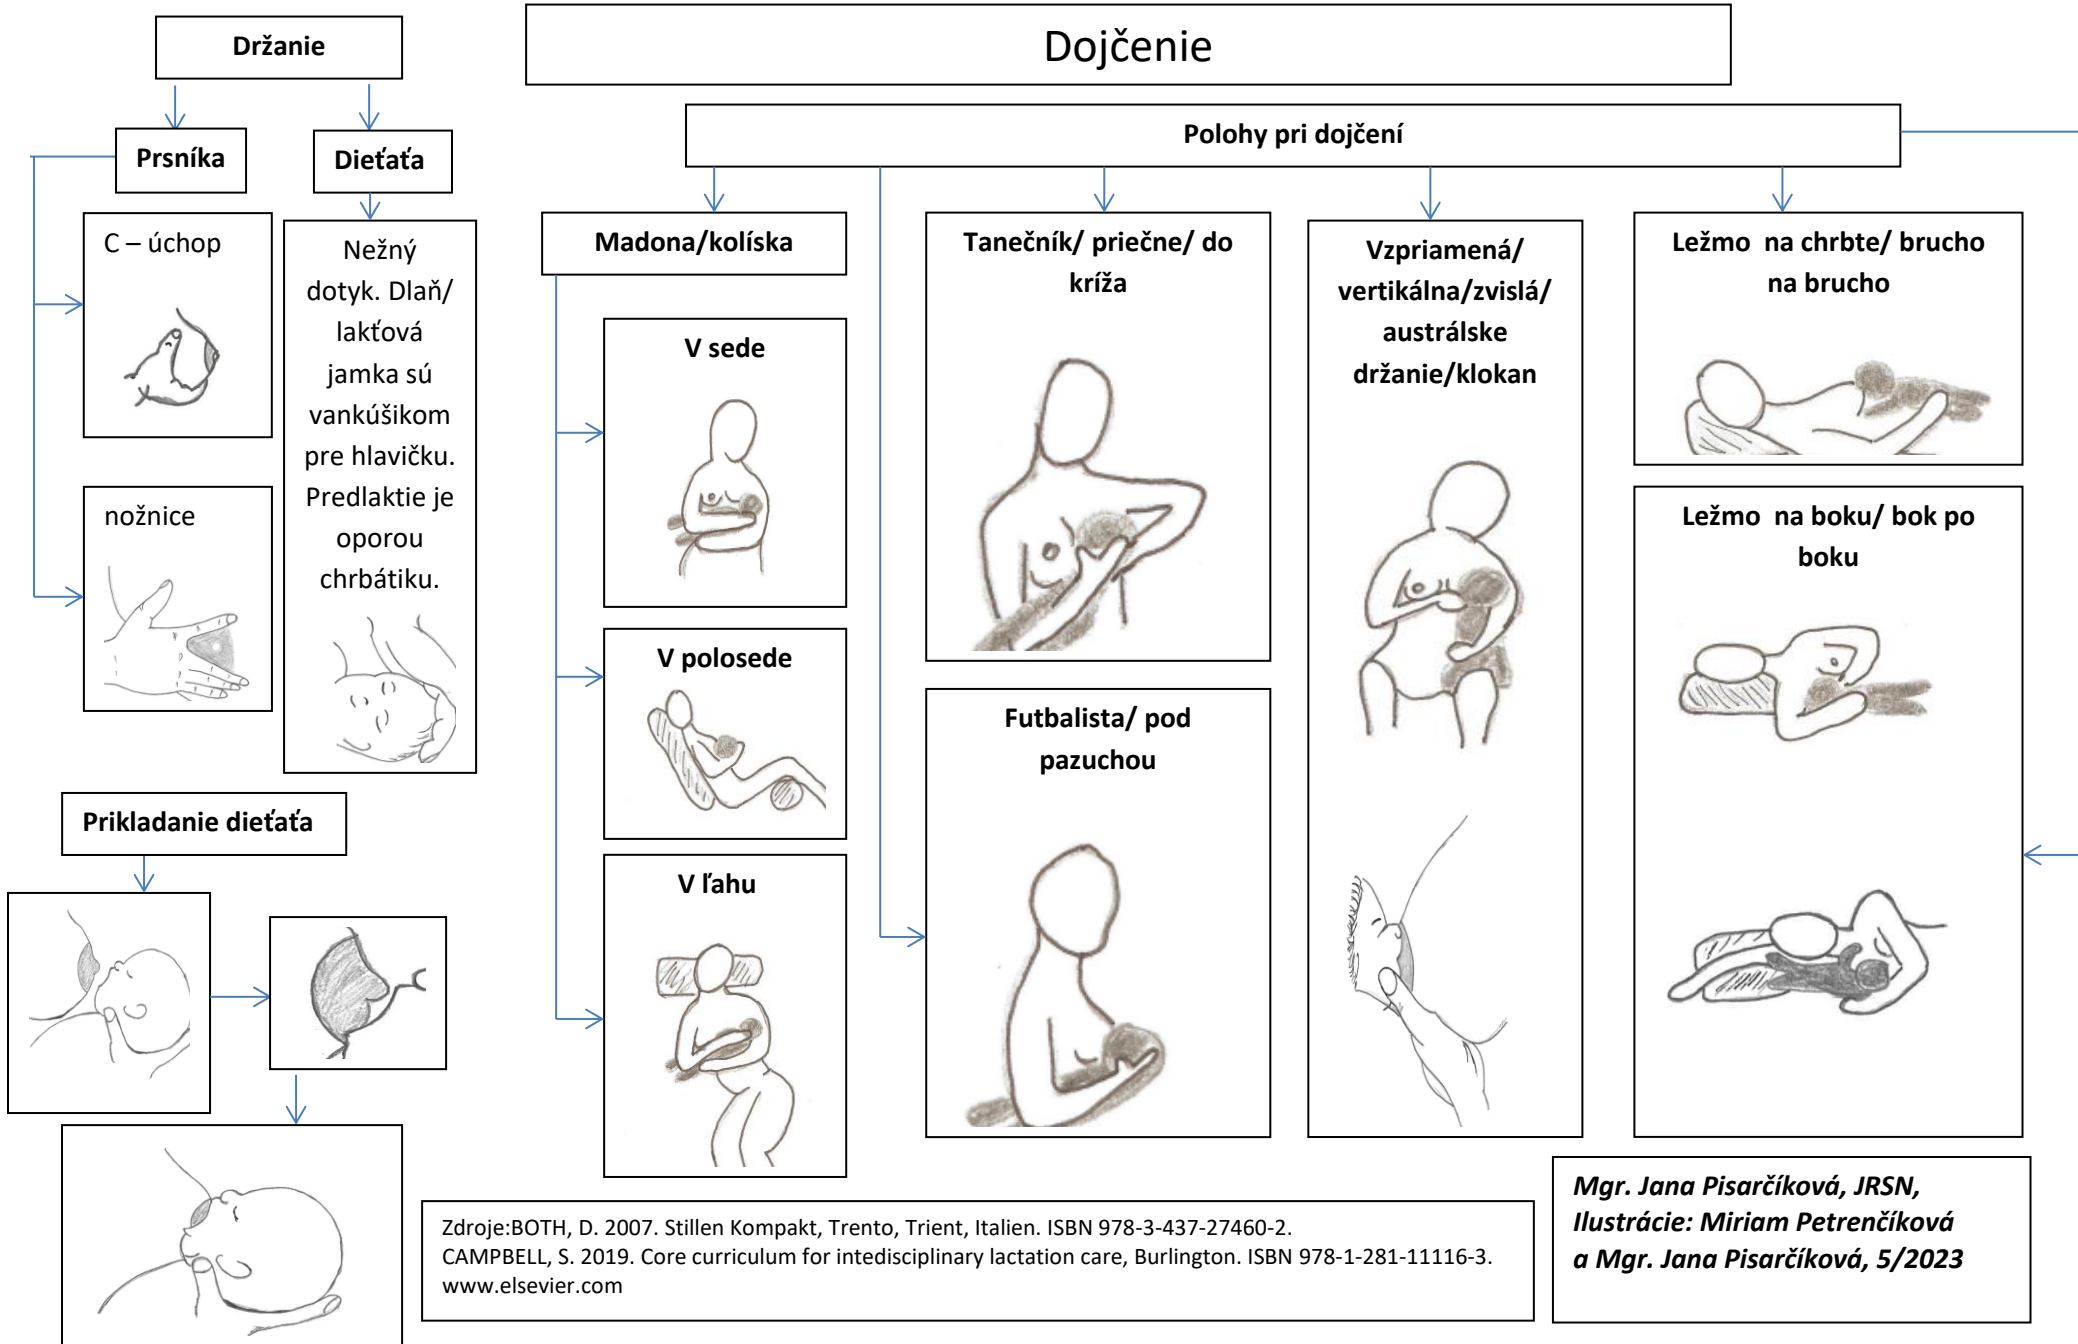 Dojčenie
Držanie
Prsníka
Dieťaťa
C – úchop
nožnice
Nežný
dotyk. Dlaň/
lakťová
jamka sú
vankúšikom
pre hlavičku.
Predlaktie je
oporou
chrbátiku.
Prikladanie dieťaťa
Polohy pri dojčení
Madona/kolíska
V sede
V polosede
V ľahu
Tanečník/ priečne/ do
kríža
Futbalista/ pod
pazuchou
Vzpriamená/
vertikálna/zvislá/
austrálske
držanie/klokan
Ležmo  na chrbte/ brucho
na brucho
Ležmo  na boku/ bok po
boku
Zdroje:BOTH, D. 2007. Stillen Kompakt, Trento, Trient, Italien. ISBN 978-3-437-27460-2.
CAMPBELL, S. 2019. Core curriculum for intedisciplinary lactation care, Burlington. ISBN 978-1-281-11116-3.
www.elsevier.com
Mgr. Jana Pisarčíková, JRSN,
Ilustrácie: Miriam Petrenčíková
a Mgr. Jana Pisarčíková, 5/2023